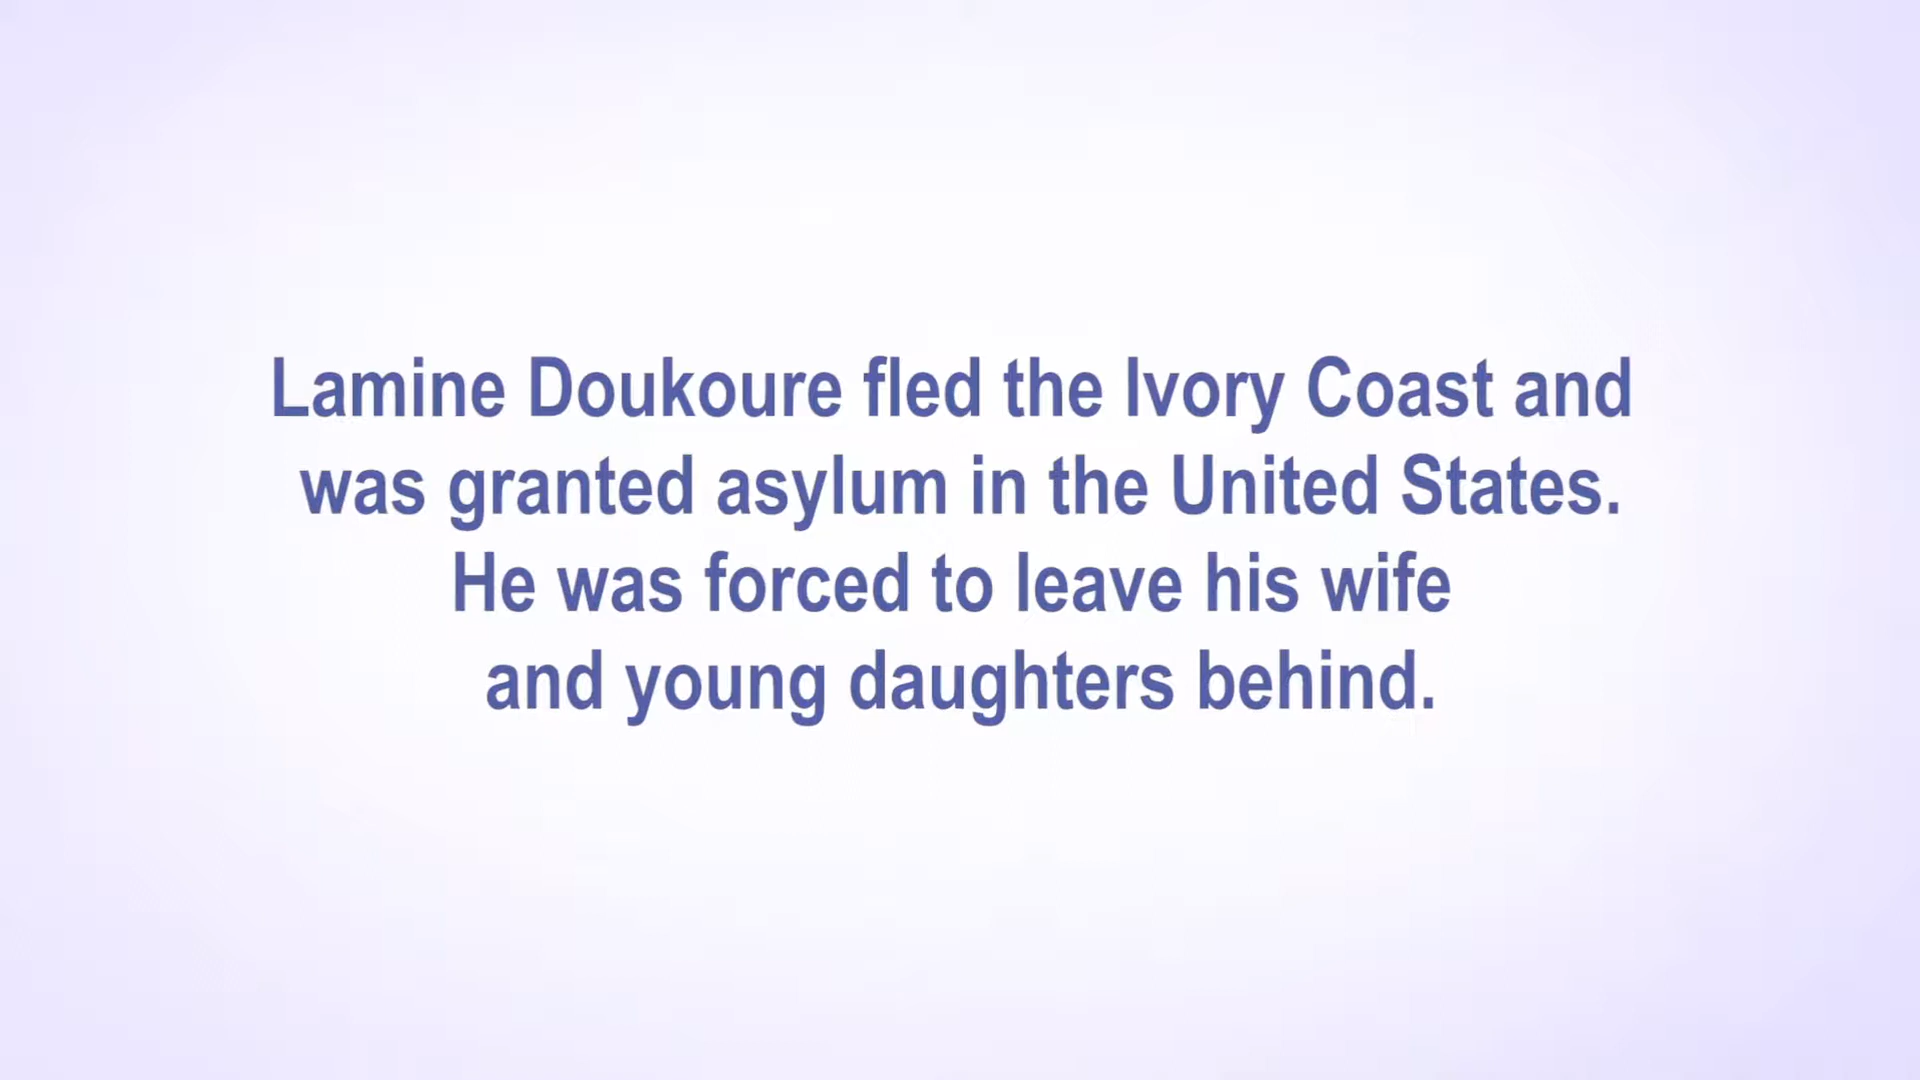 Lamine Doukoure fled the Ivory Coast and
was granted asylum in the United States.
He was forced to leave his wife
and young daughters behind.